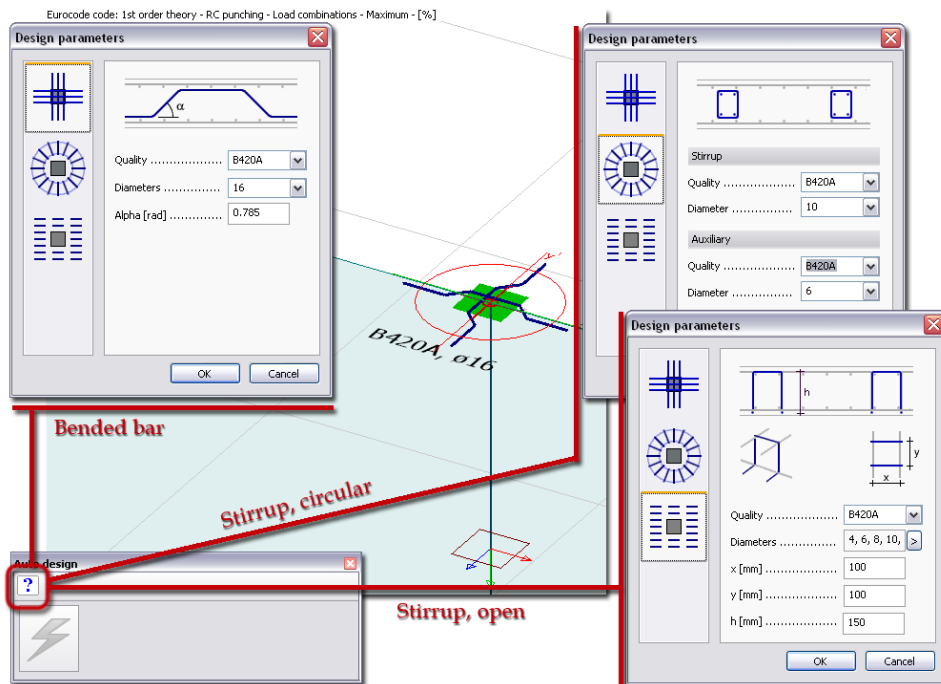 Eurocode code: 1st order theory - RC punching - Load combinations - Maximum - [%]
Design parameters
α
Quality .................... B420A
Diameters .................. 16
Alpha [rad] .............. 0.785
OK Cancel
Bended bar
Design parameters
Stirrup
Quality .................... B420A
Diameter .................. 10
Auxiliary
Quality .................... B420A
Diameter .................. 6
B420A, ø16
Stirrup, circular
Auto design
?
Stirrup, open
Design parameters
h
y
x
Quality .................... B420A
Diameters .................. 4, 6, 8, 10, >
x [mm] .................... 100
y [mm] .................... 100
h [mm] .................... 150
OK Cancel